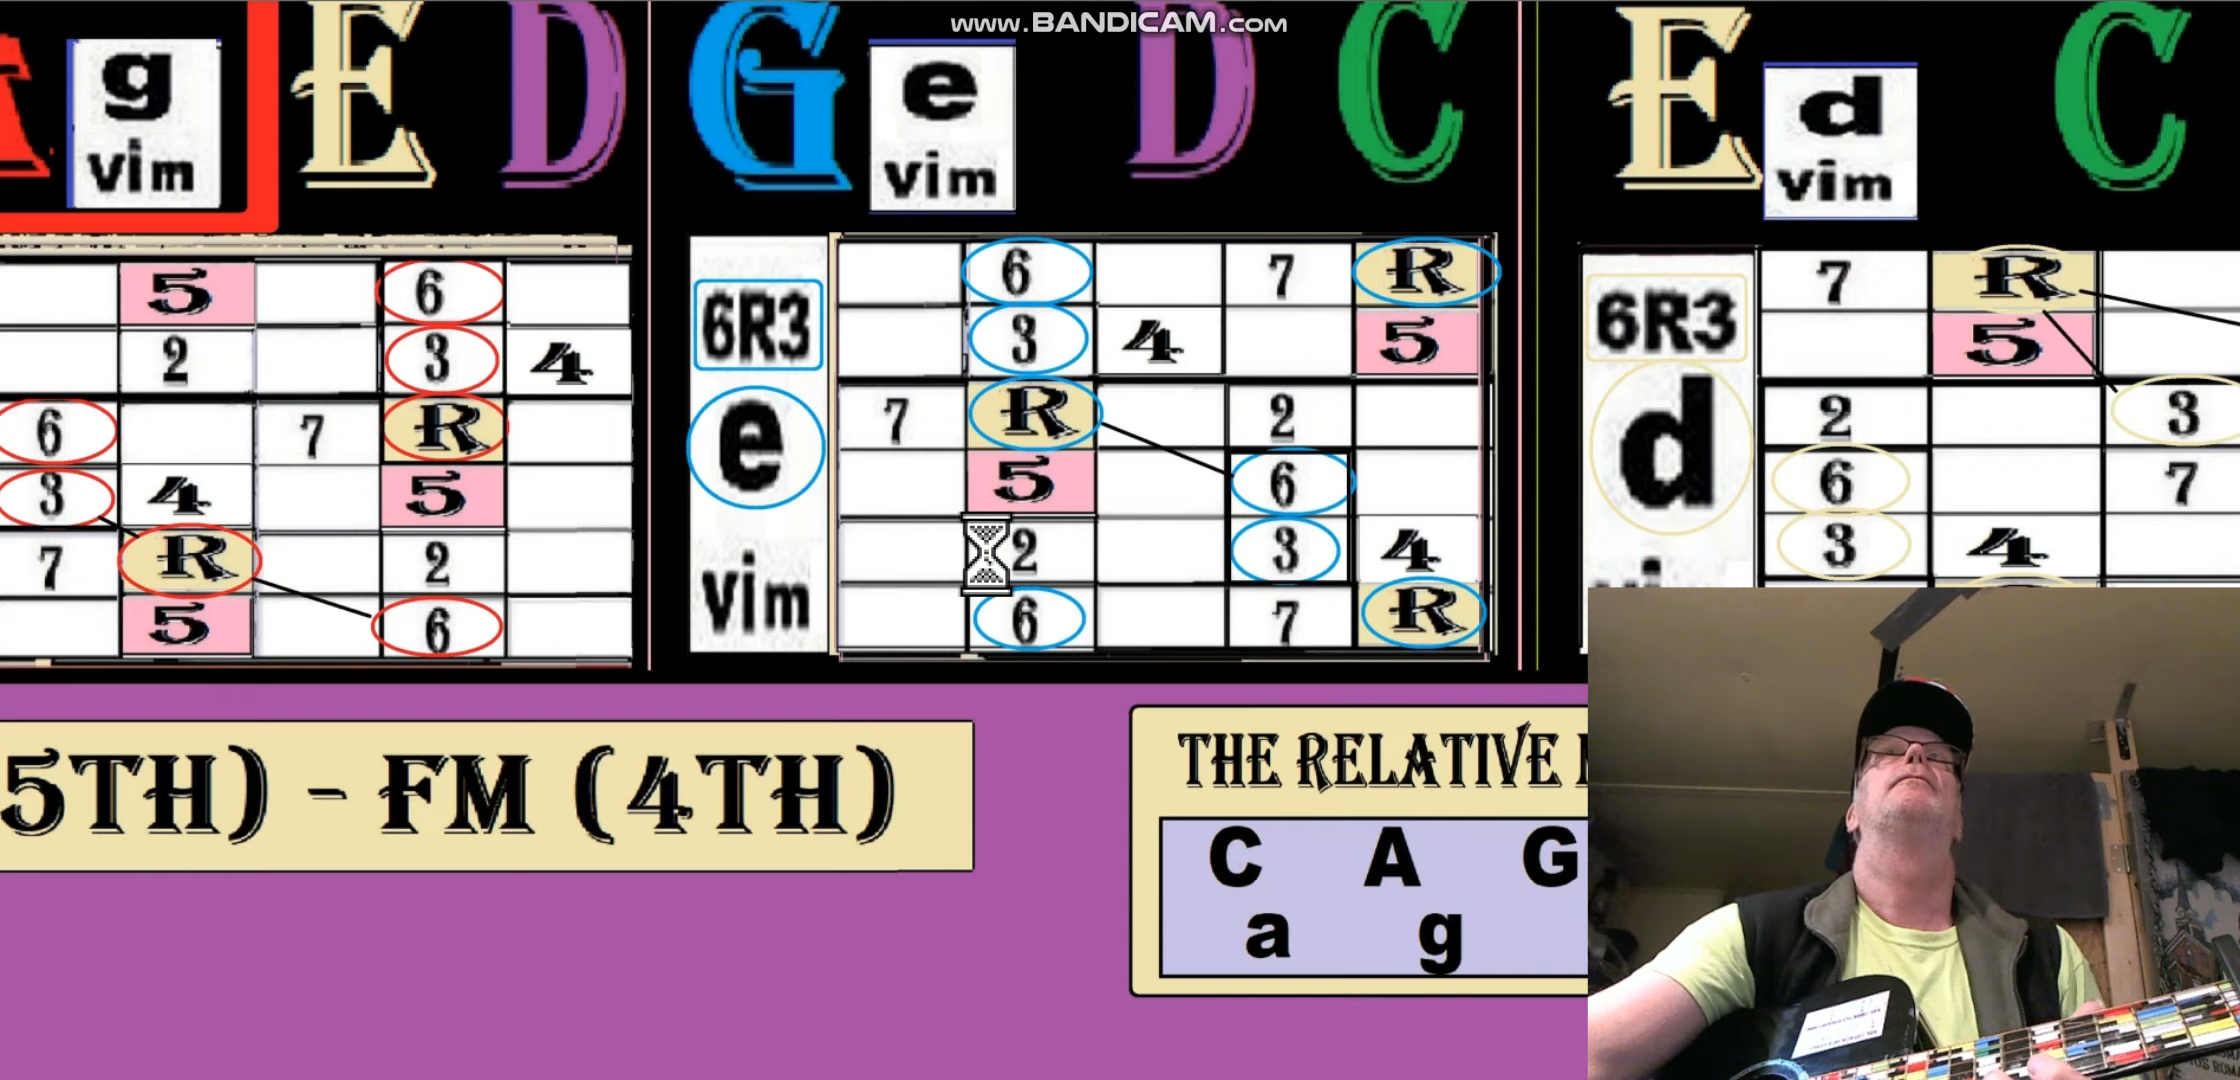 www.BANDICAM.com
A g vim E D
G e vim D C
E d vim C
5 6
2 3 4
6 7 R
3 4 5
7 R 2
5 6
6R3
e
vim
6 7 R
3 4 5
7 R 2
5 6
2 3 4
6 7 R
6R3
d
7 R
5
2 3
6 7
3 4
5TH) - FM (4TH)
THE RELATIVE
C A G
a g